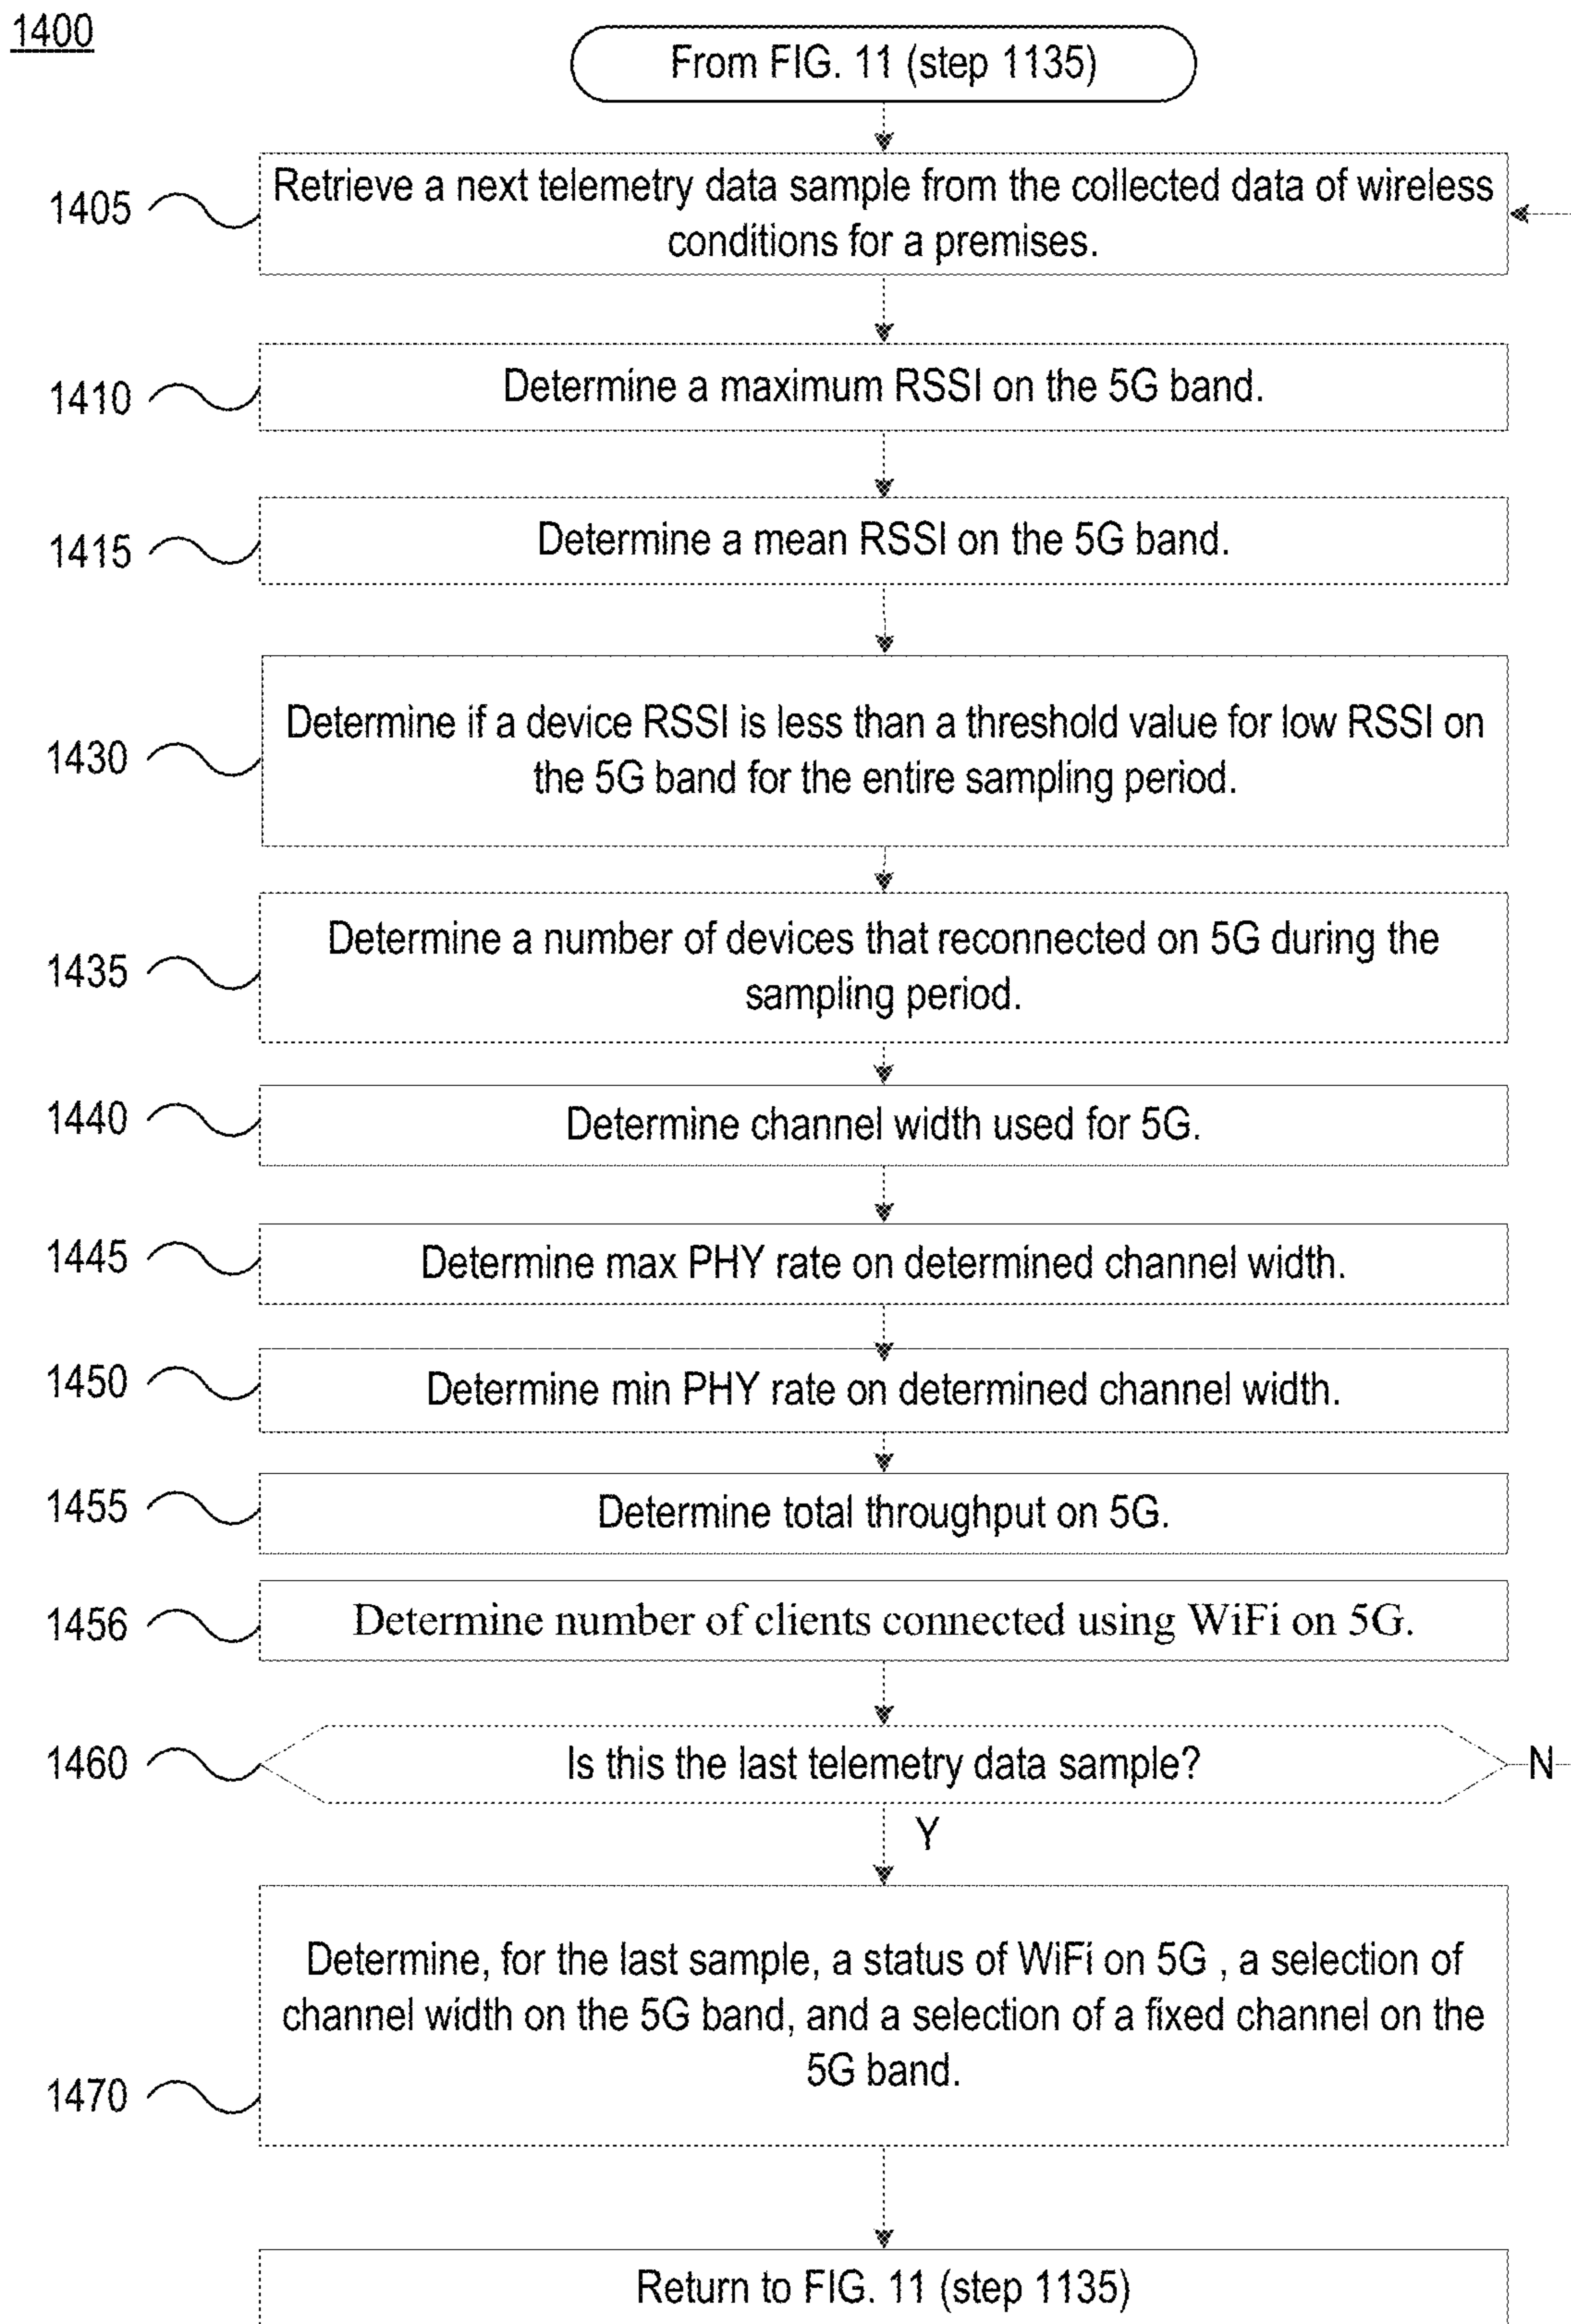 1400
From FIG. 11 (step 1135)
1405
Retrieve a next telemetry data sample from the collected data of wireless
conditions for a premises.
1410
Determine a maximum RSSI on the 5G band.
1415
Determine a mean RSSI on the 5G band.
1430
Determine if a device RSSI is less than a threshold value for low RSSI on
the 5G band for the entire sampling period.
1435
Determine a number of devices that reconnected on 5G during the
sampling period.
1440
Determine channel width used for 5G.
1445
Determine max PHY rate on determined channel width.
1450
Determine min PHY rate on determined channel width.
1455
Determine total throughput on 5G.
1456
Determine number of clients connected using WiFi on 5G.
1460
Is this the last telemetry data sample?
N
Y
1470
Determine, for the last sample, a status of WiFi on 5G , a selection of
channel width on the 5G band, and a selection of a fixed channel on the
5G band.
Return to FIG. 11 (step 1135)